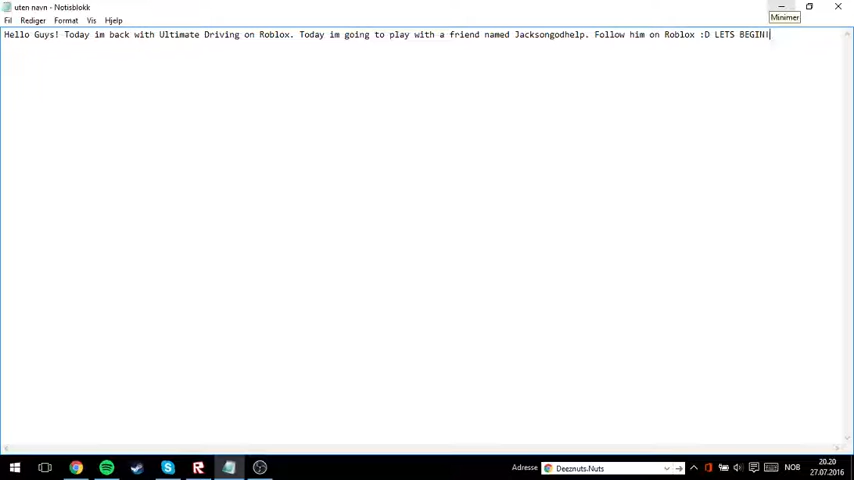 uten navn - Notisblokk
Fil Rediger Format Vis Hjelp
Minimer
Hello Guys! Today im back with Ultimate Driving on Roblox. Today im going to play with a friend named Jacksongodhelp. Follow him on Roblox :D LETS BEGIN!
Adresse Deeznuts.Nuts NOB 20.20
27.07.2016